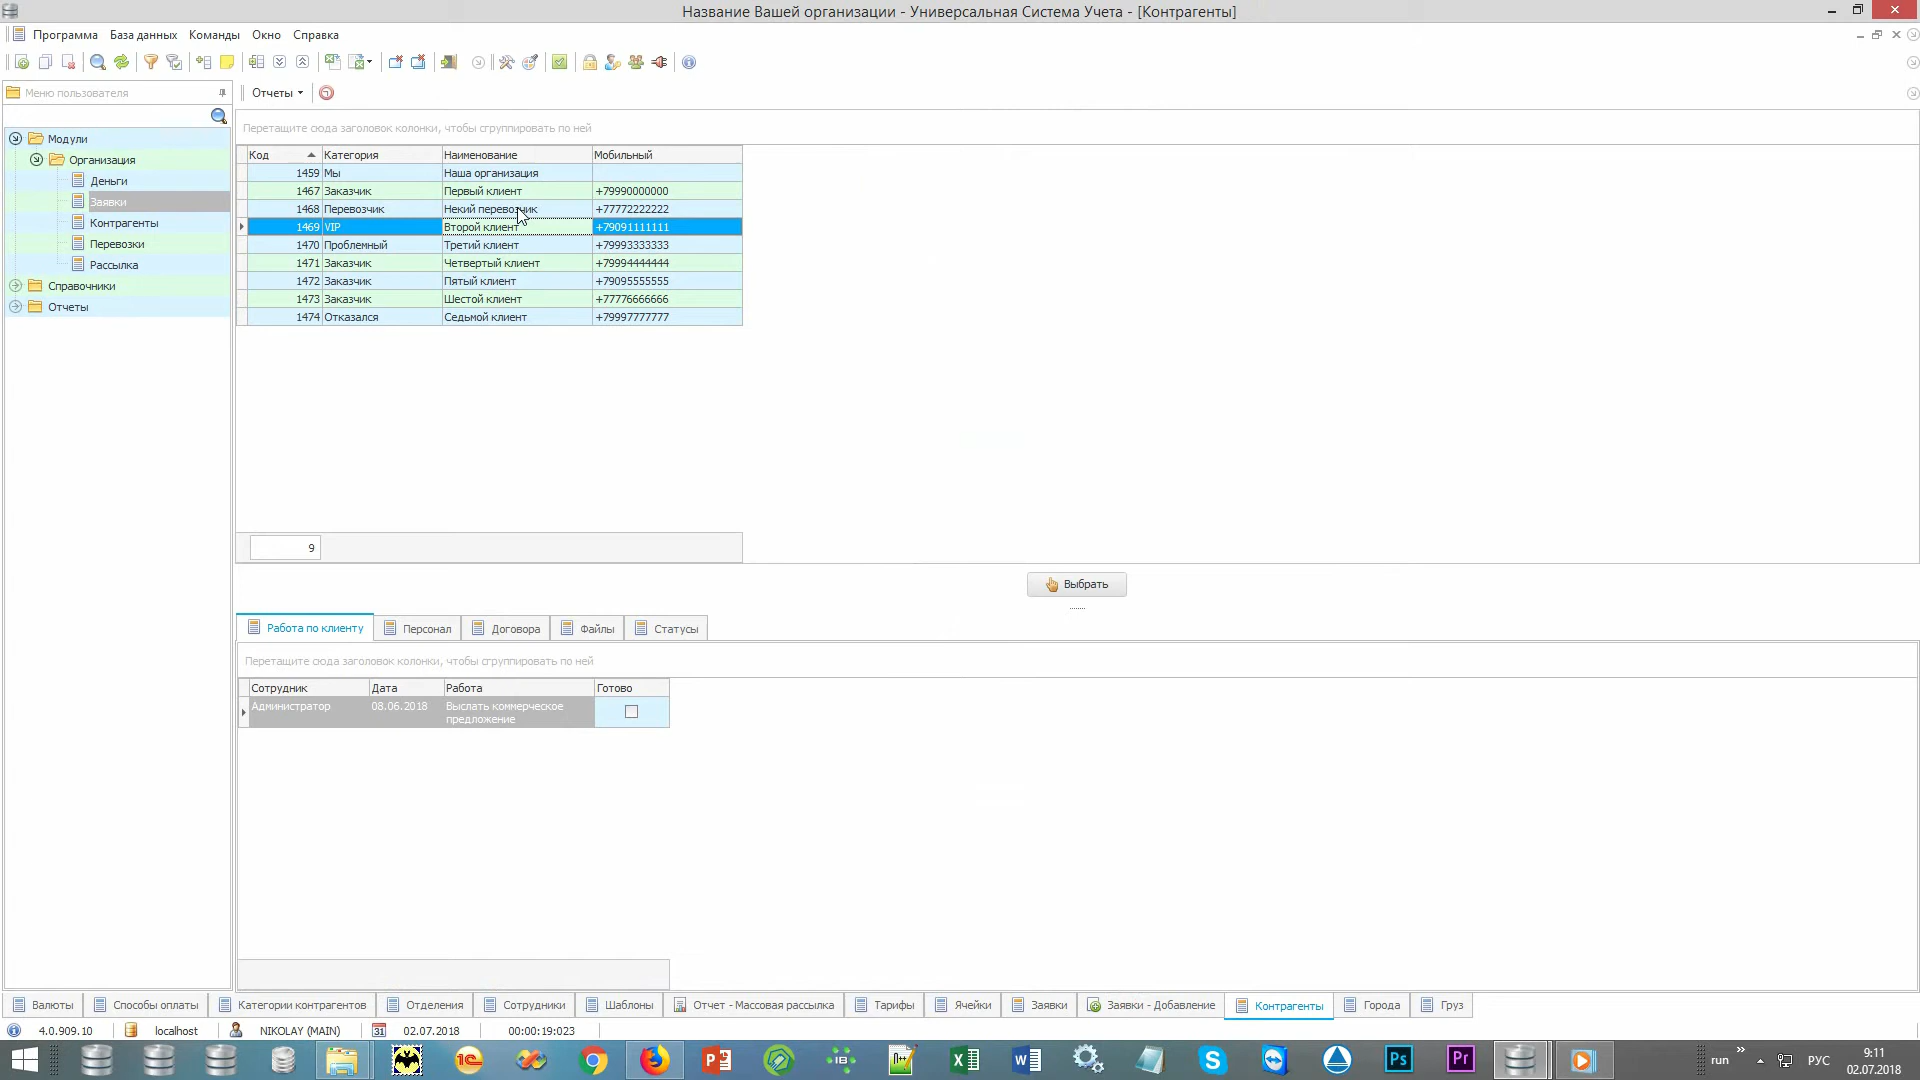 Название Вашей организации - Универсальная Система Учета - [Контрагенты]
Программа База данных Команды Окно Справка
Меню пользователя
Отчеты
Модули
Организация
Деньги
Заявки
Контрагенты
Перевозки
Рассылка
Справочники
Отчеты
Перетащите сюда заголовок колонки, чтобы сгруппировать по ней
Код Категория Наименование Мобильный
1459 Мы Наша организация
1467 Заказчик Первый клиент +79990000000
1468 Перевозчик Некий перевозчик +77772222222
1469 VIP Второй клиент +79091111111
1470 Проблемный Третий клиент +79993333333
1471 Заказчик Четвертый клиент +79994444444
1472 Заказчик Пятый клиент +79095555555
1473 Заказчик Шестой клиент +77776666666
1474 Отказался Седьмой клиент +79997777777
9
Выбрать
Работа по клиенту Персонал Договора Файлы Статусы
Перетащите сюда заголовок колонки, чтобы сгруппировать по ней
Сотрудник Дата Работа Готово
Администратор 08.06.2018 Выслать коммерческое
предложение
Валюты Способы оплаты Категории контрагентов Отделения Сотрудники Шаблоны Отчет - Массовая рассылка Тарифы Ячейки Заявки Заявки - Добавление Контрагенты Города Груз
4.0.909.10 localhost NIKOLAY (MAIN) 31 02.07.2018 00:00:19:023
run » РУС 9:11
02.07.2018